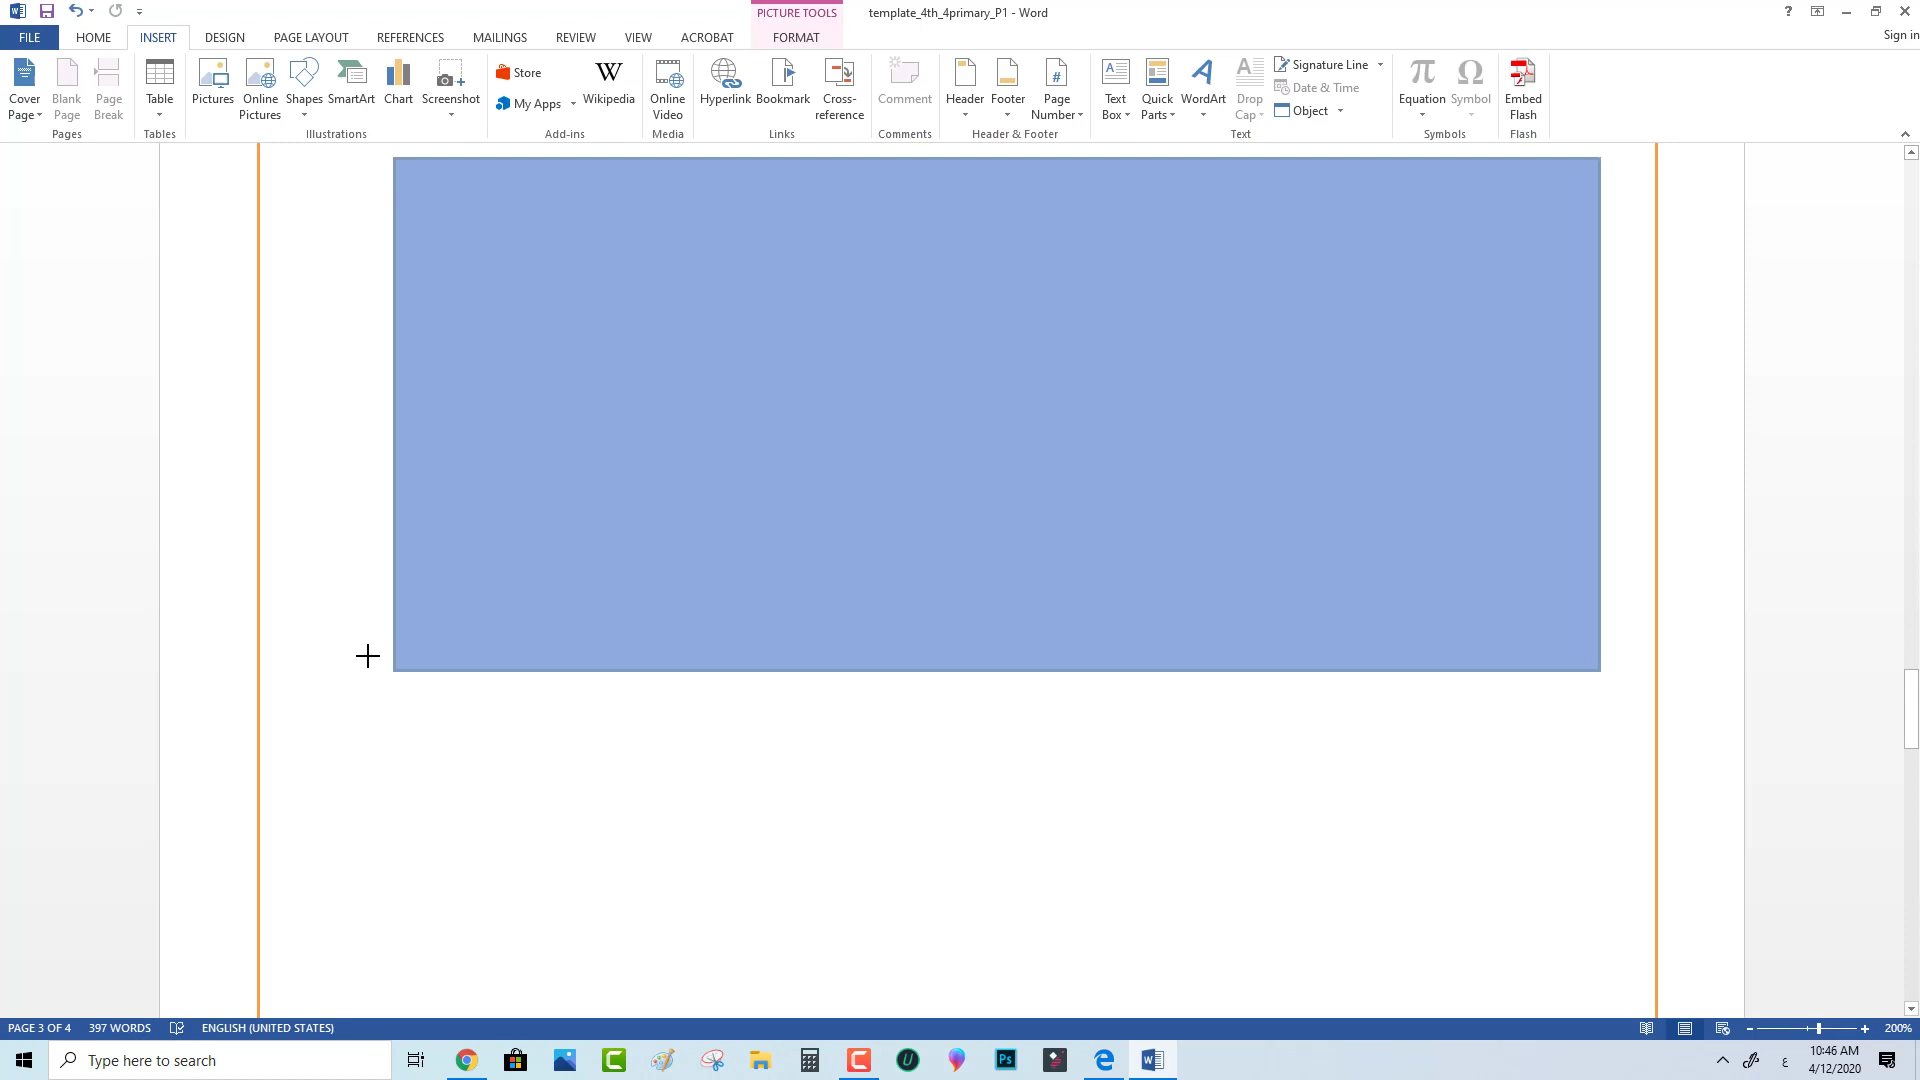 PICTURE TOOLS
template_4th_4primary_P1 - Word
?
FILE
HOME
INSERT
DESIGN
PAGE LAYOUT
REFERENCES
MAILINGS
REVIEW
VIEW
ACROBAT
FORMAT
Sign in
Cover Page
Blank Page
Page Break
Table
Pictures
Online Pictures
Shapes
SmartArt
Chart
Screenshot
Store
My Apps
Wikipedia
Online Video
Hyperlink
Bookmark
Cross-reference
Comment
Header
Footer
Page Number
Text Box
Quick Parts
WordArt
Drop Cap
Signature Line
Date & Time
Object
Equation
Symbol
Embed Flash
Pages
Tables
Illustrations
Add-ins
Media
Links
Comments
Header & Footer
Text
Symbols
Flash
PAGE 3 OF 4
397 WORDS
ENGLISH (UNITED STATES)
200%
Type here to search
ع
10:46 AM
4/12/2020